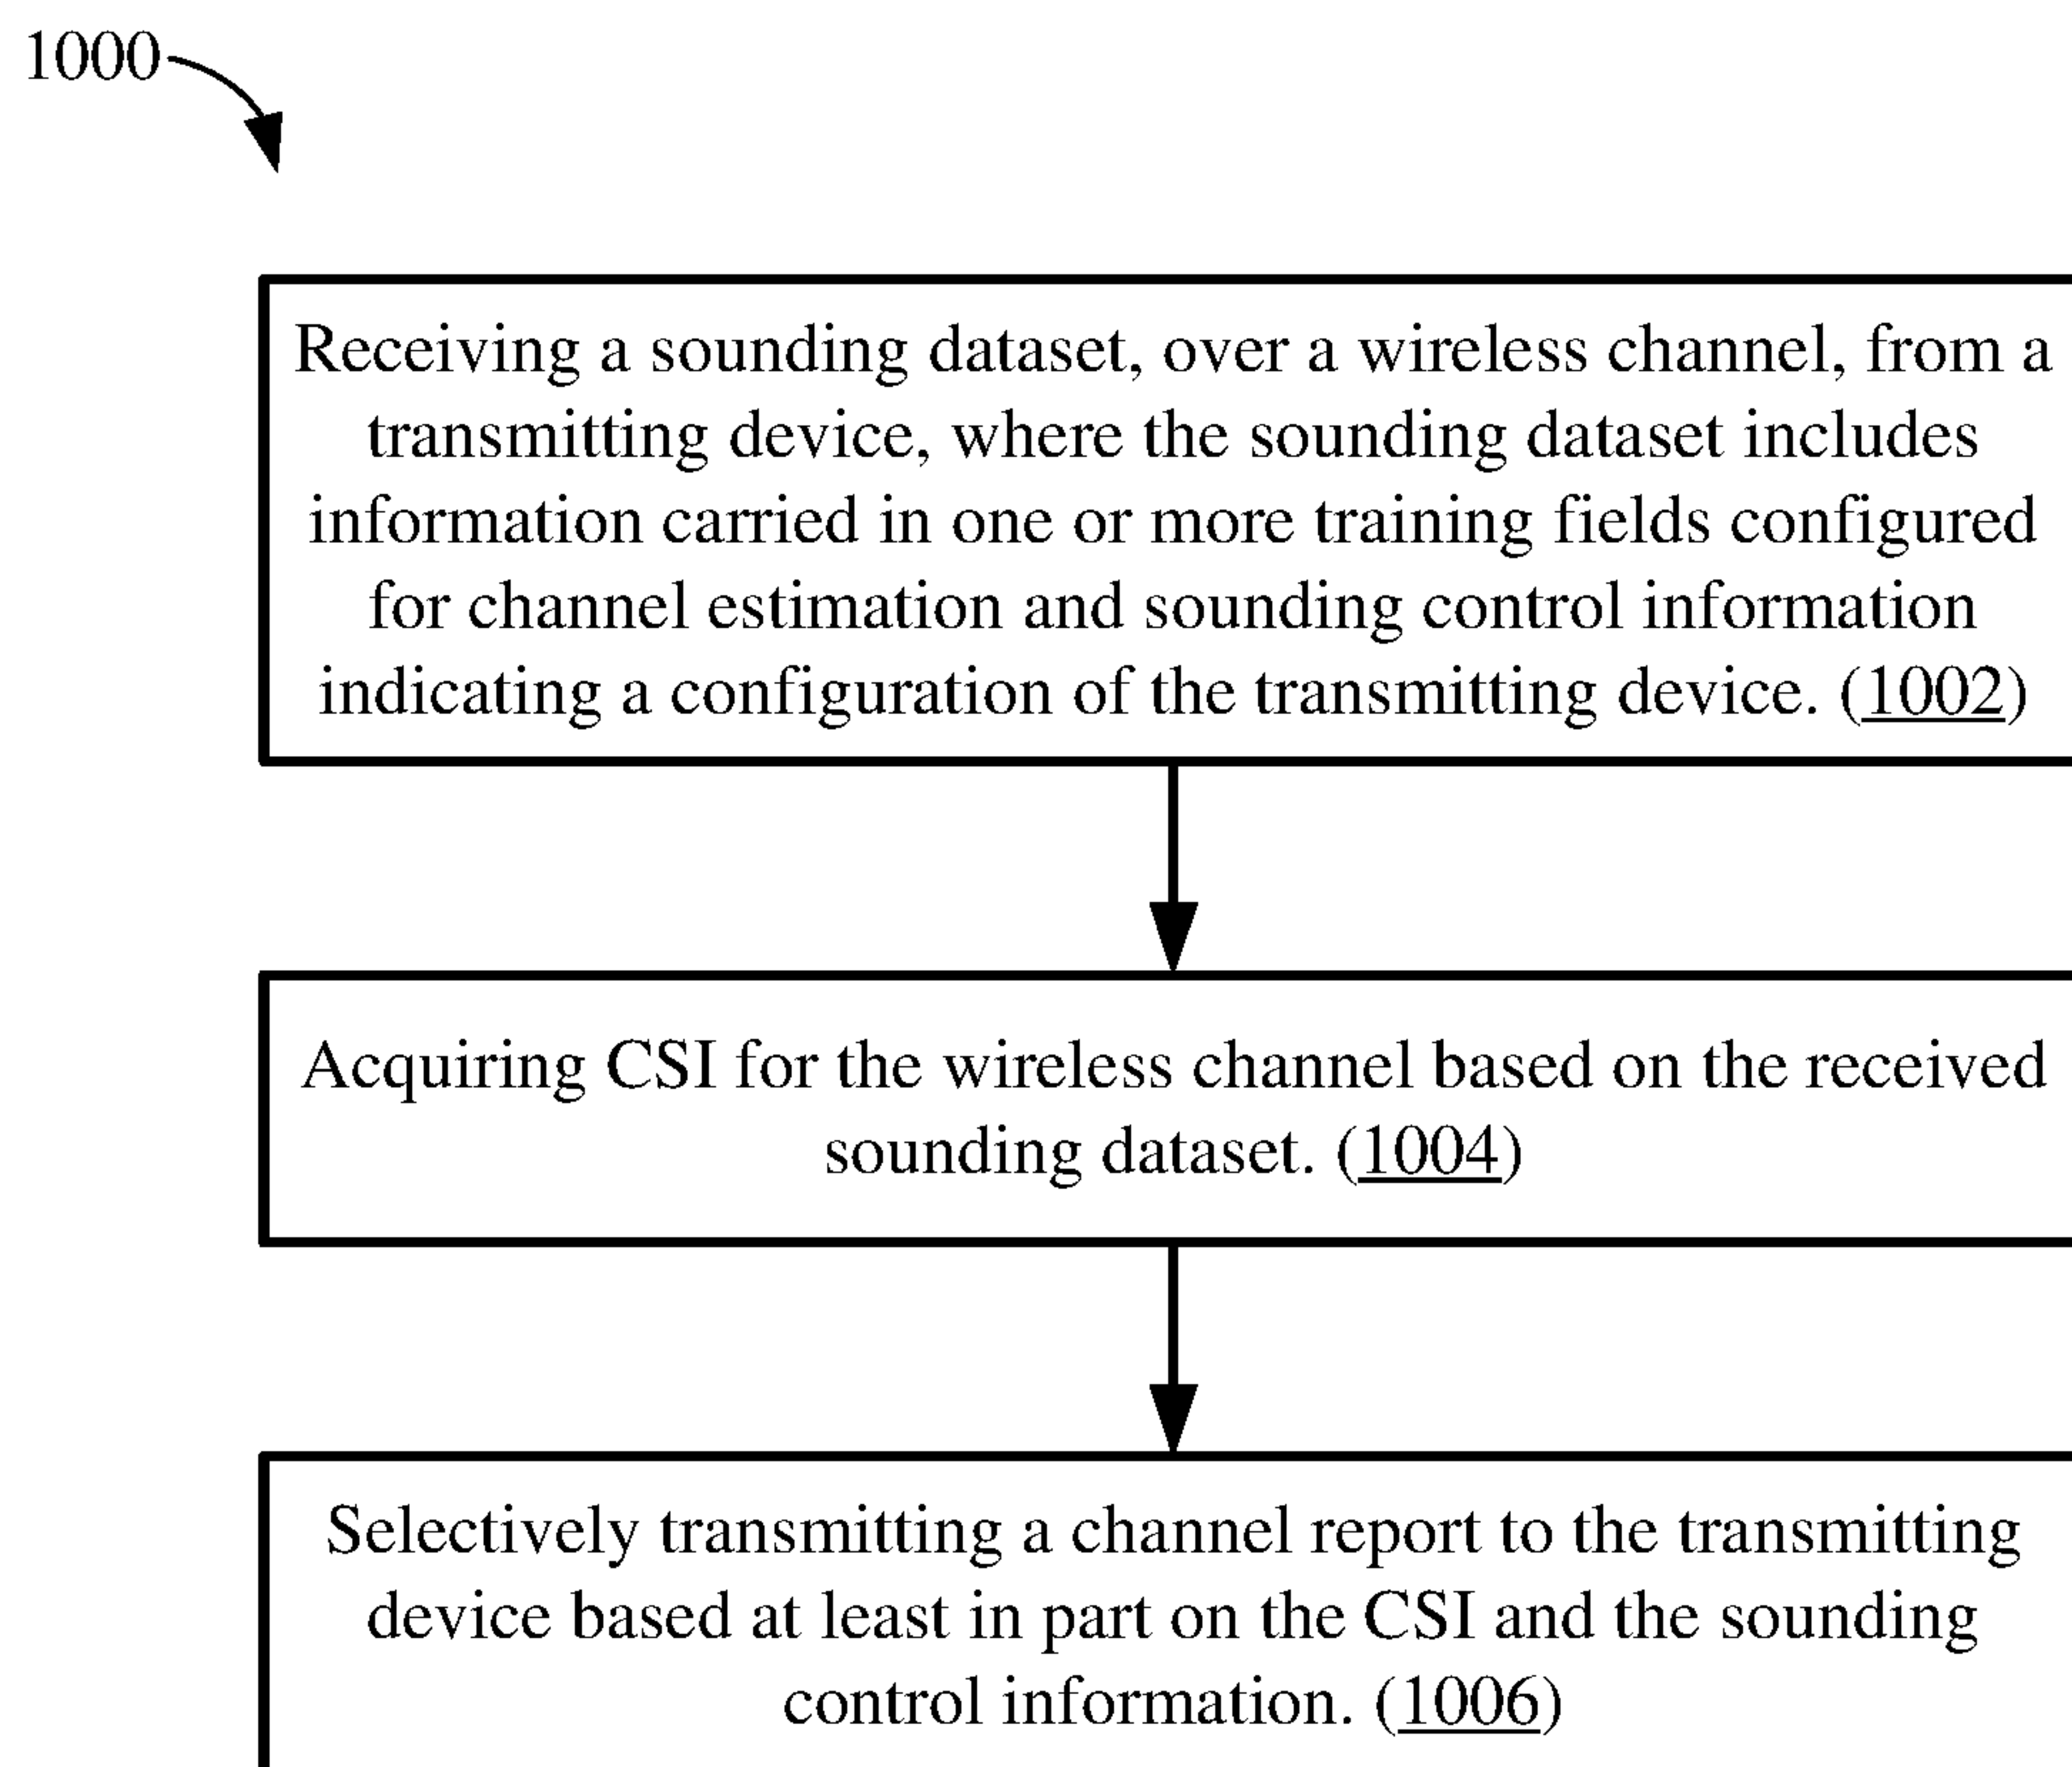 1000
Receiving a sounding dataset, over a wireless channel, from a
transmitting device, where the sounding dataset includes
information carried in one or more training fields configured
for channel estimation and sounding control information
indicating a configuration of the transmitting device. (1002)
Acquiring CSI for the wireless channel based on the received
sounding dataset. (1004)
Selectively transmitting a channel report to the transmitting
device based at least in part on the CSI and the sounding
control information. (1006)